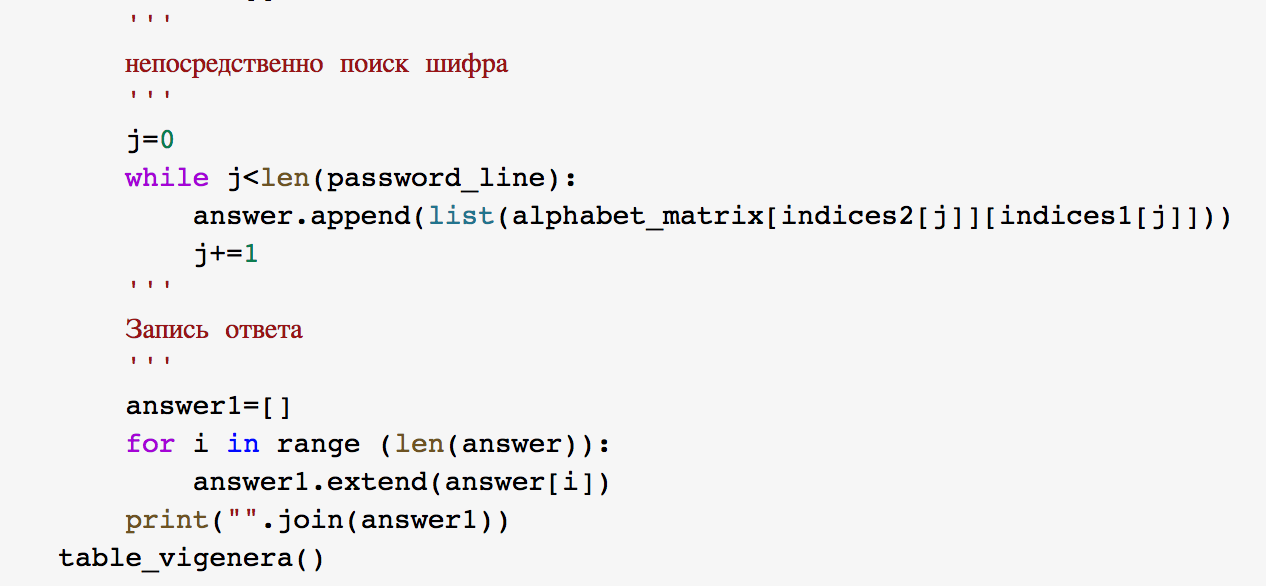 '''
непосредственно поиск шифра
'''
j=0
while j<len(password_line):
    answer.append(list(alphabet_matrix[indices2[j]][indices1[j]]))
    j+=1
'''
Запись ответа
'''
answer1=[]
for i in range (len(answer)):
    answer1.extend(answer[i])
print("".join(answer1))
table_vigenera()